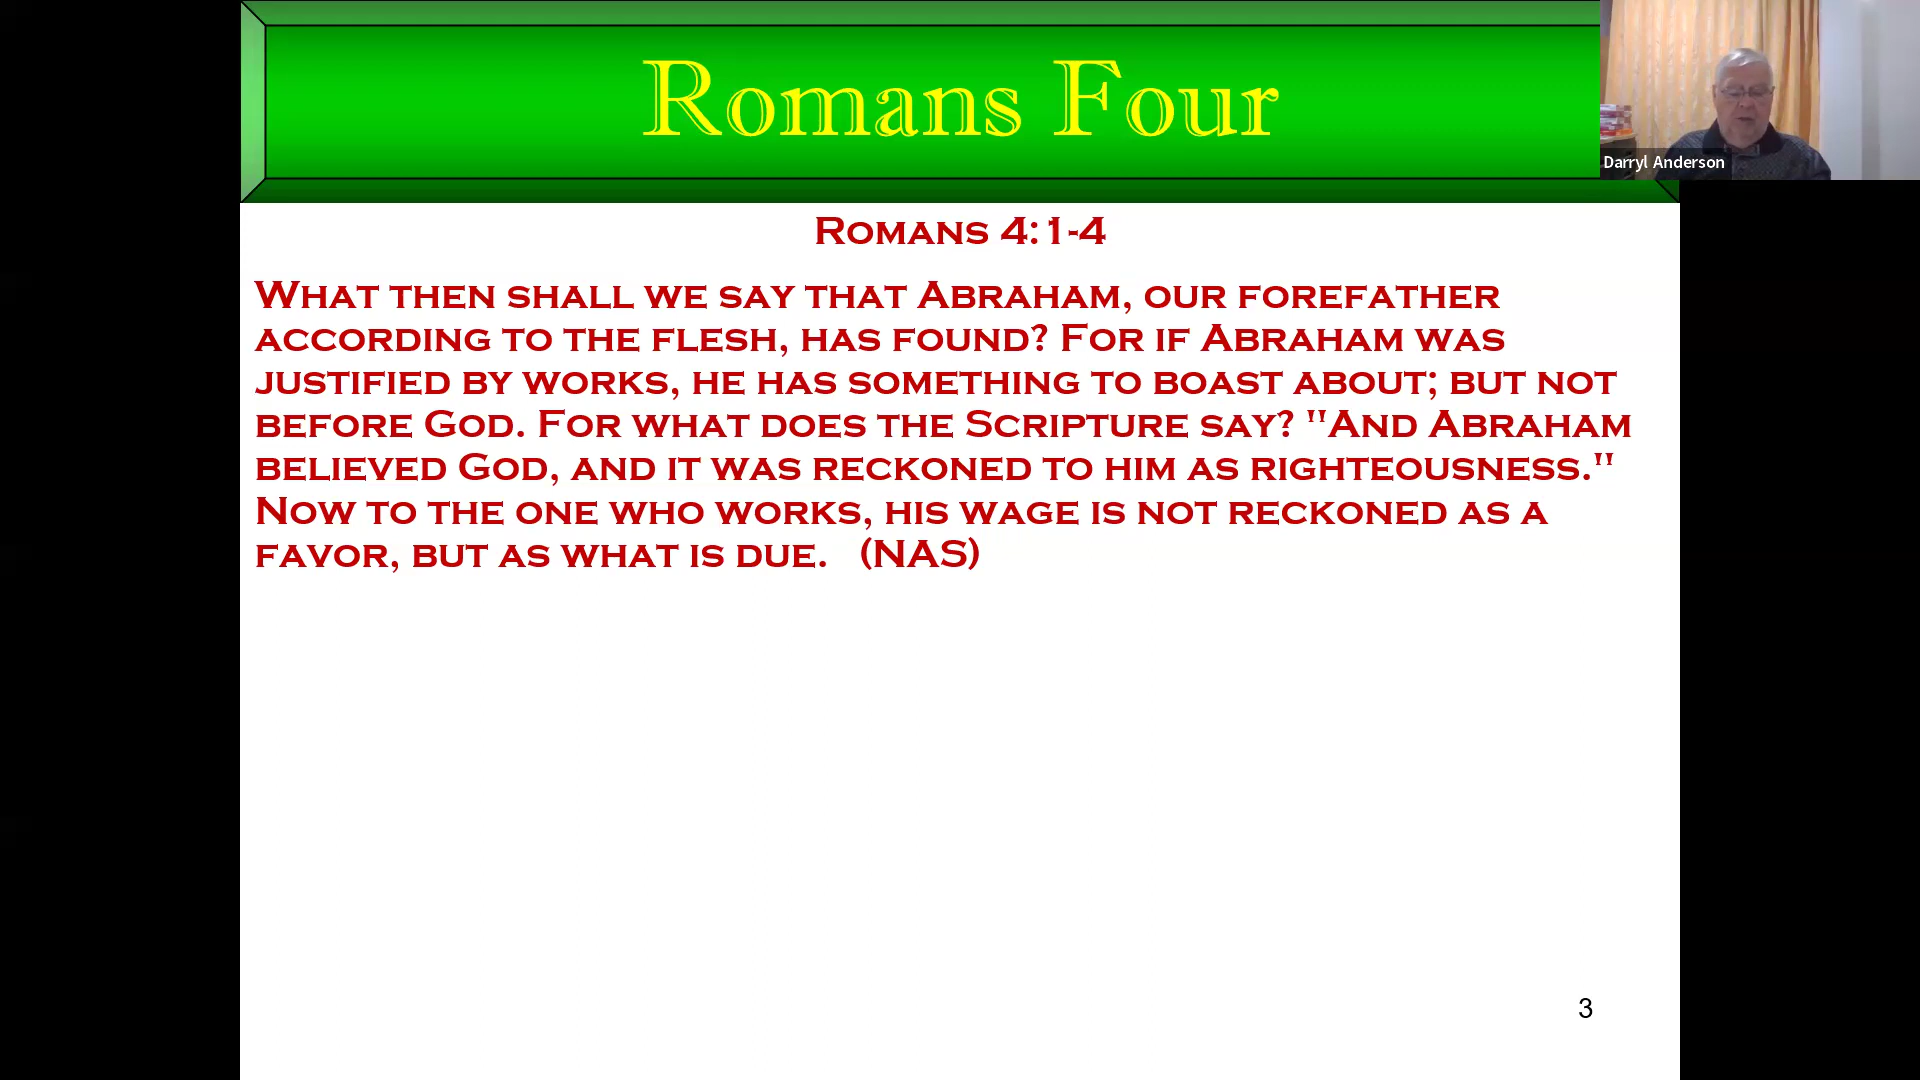 Romans Four
Darryl Anderson
Romans 4:1-4
What then shall we say that Abraham, our forefather
according to the flesh, has found? For if Abraham was
justified by works, he has something to boast about; but not
before God. For what does the Scripture say? "And Abraham
believed God, and it was reckoned to him as righteousness."
Now to the one who works, his wage is not reckoned as a
favor, but as what is due.   (NAS)
3